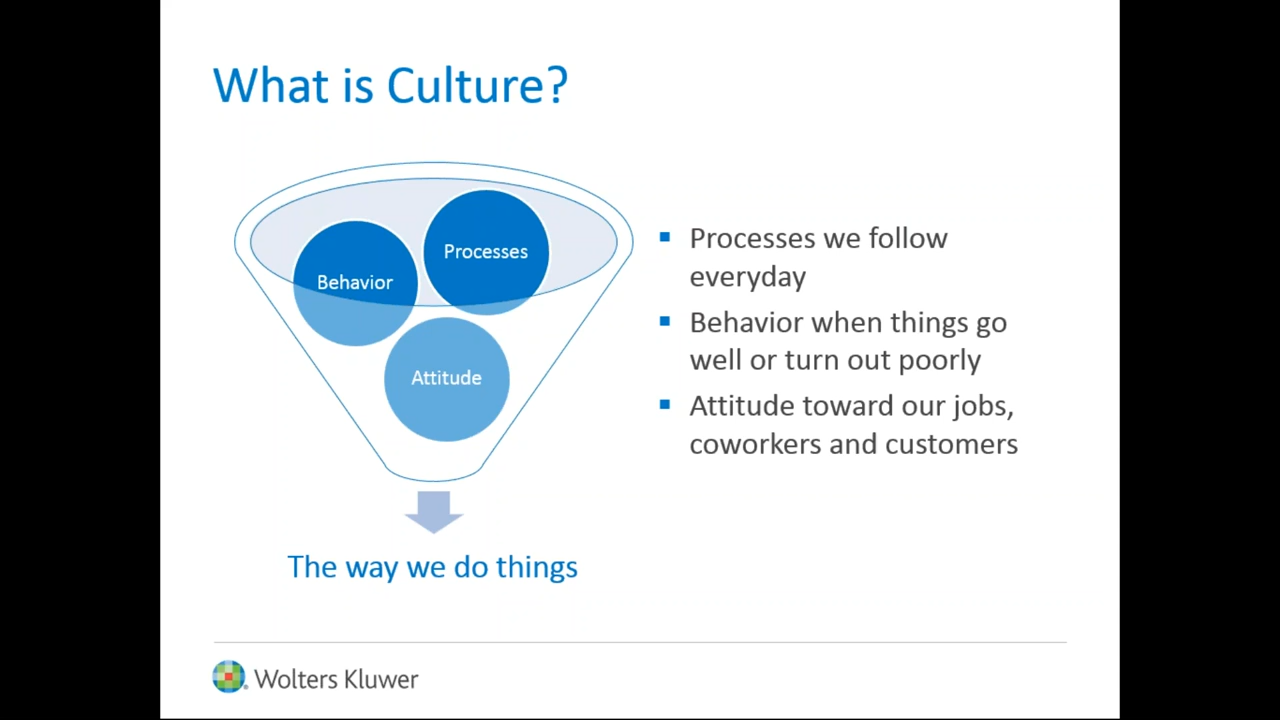 What is Culture?
Processes
Behavior
Attitude
The way we do things
▪ Processes we follow
everyday
▪ Behavior when things go
well or turn out poorly
▪ Attitude toward our jobs,
coworkers and customers
Wolters Kluwer